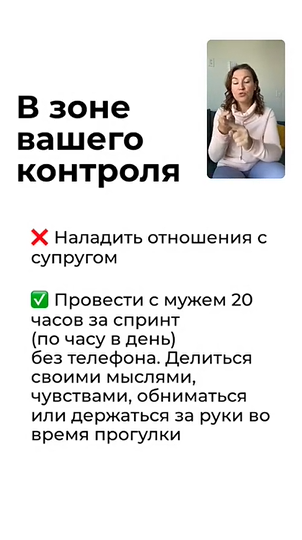 В зоне
вашего
контроля
❌ Наладить отношения с
супругом
✅ Провести с мужем 20
часов за спринт
(по часу в день)
без телефона. Делиться
своими мыслями,
чувствами, обниматься
или держаться за руки во
время прогулки